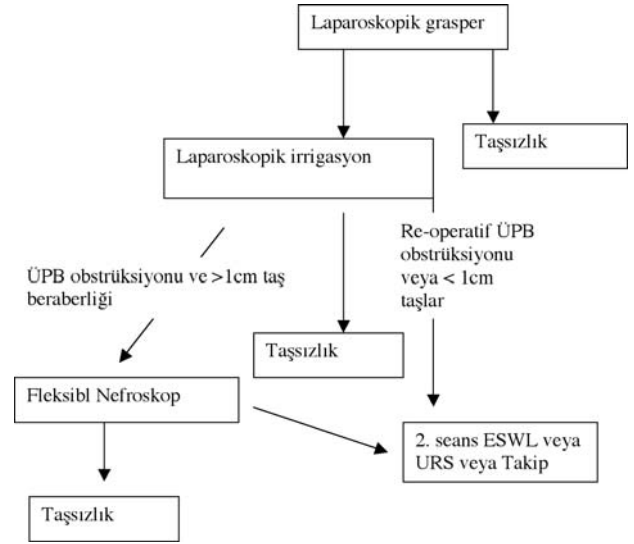 Laparoskopik grasper
Taşsızlık
Laparoskopik irrigasyon
Re-operatif ÜPB
obstrüksiyonu
veya < 1cm
taşlar
ÜPB obstrüksiyonu ve >1cm taş
beraberliği
Taşsızlık
Fleksibl Nefroskop
2. seans ESWL veya
URS veya Takip
Taşsızlık